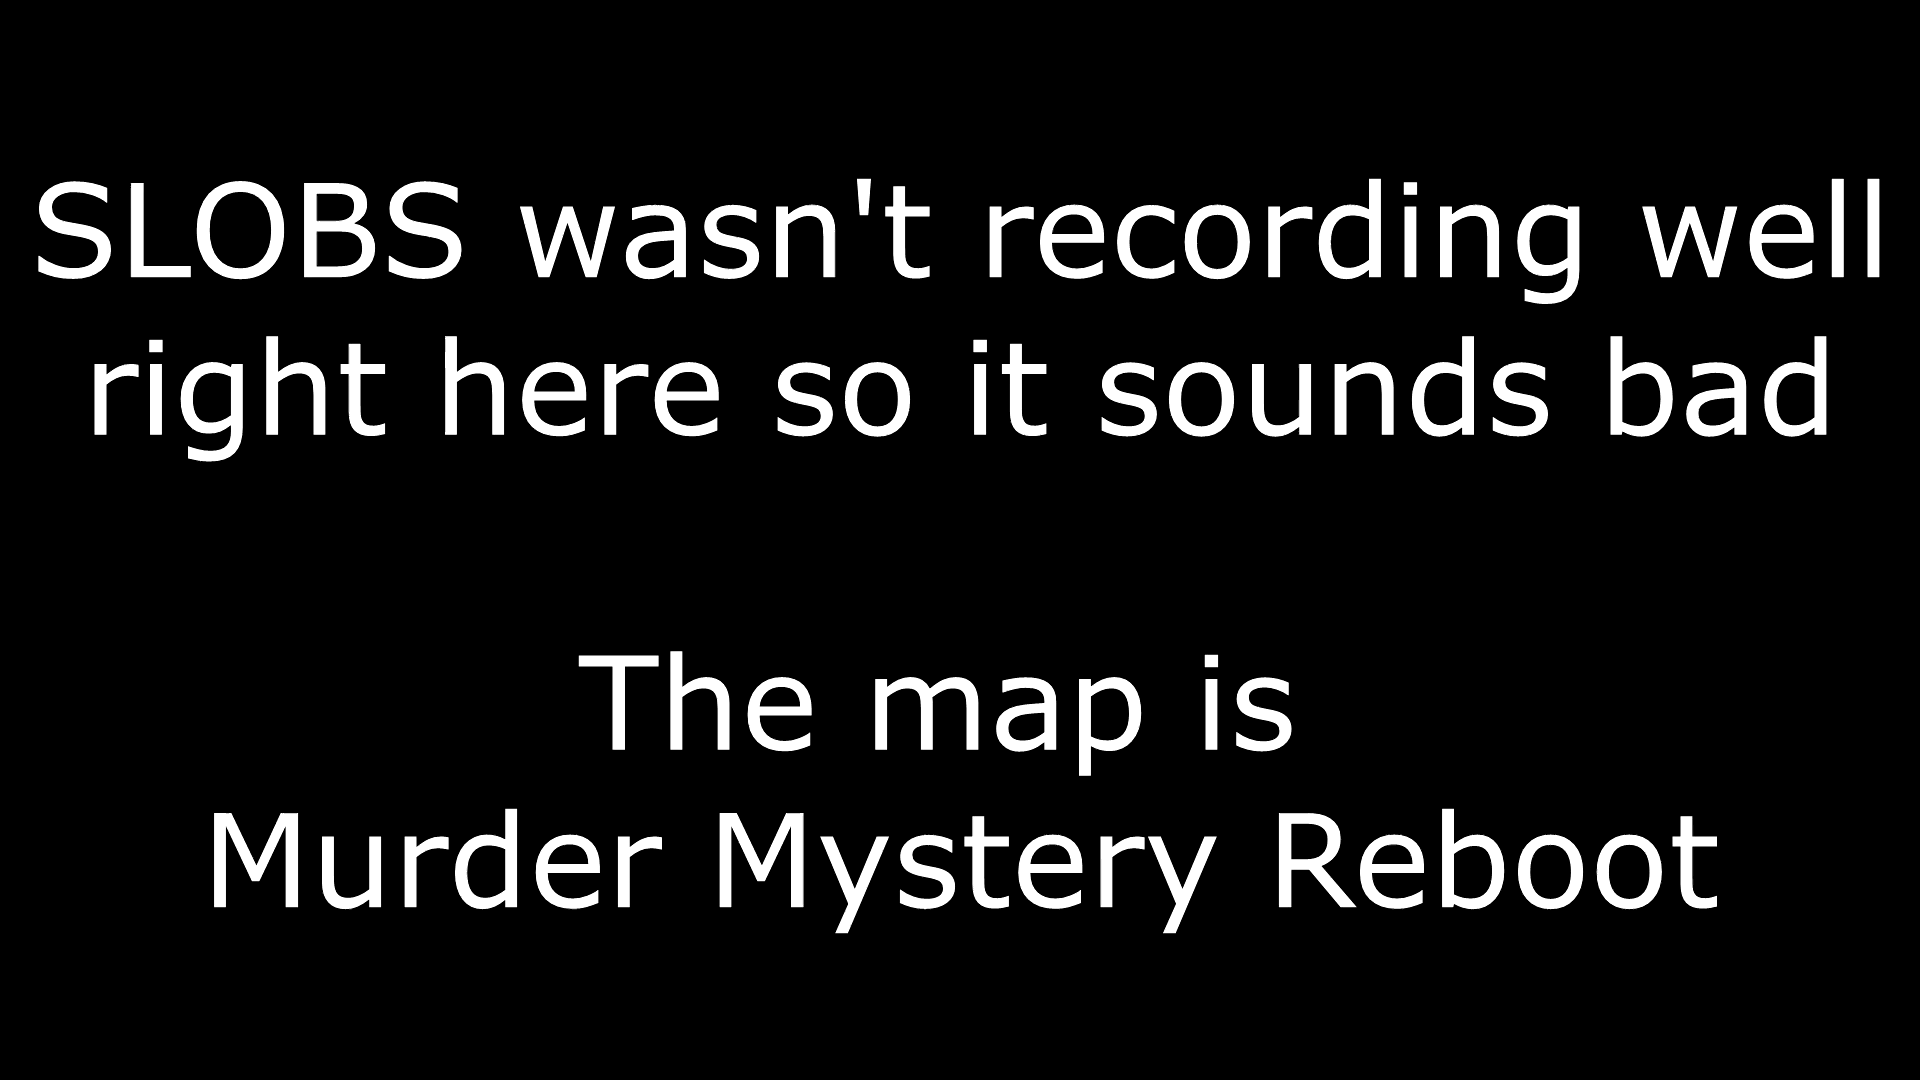 SLOBS wasn't recording well
right here so it sounds bad
The map is
Murder Mystery Reboot